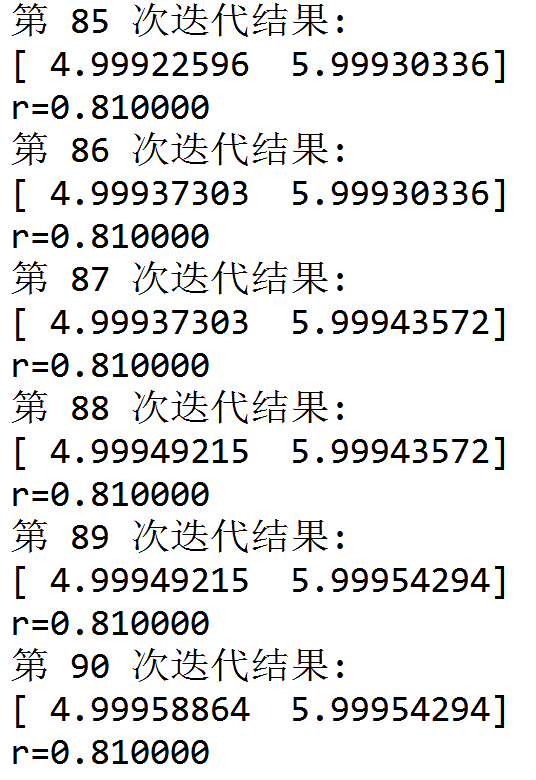 第 85 次迭代结果:
[ 4.99922596  5.99930336]
r=0.810000
第 86 次迭代结果:
[ 4.99937303  5.99930336]
r=0.810000
第 87 次迭代结果:
[ 4.99937303  5.99943572]
r=0.810000
第 88 次迭代结果:
[ 4.99949215  5.99943572]
r=0.810000
第 89 次迭代结果:
[ 4.99949215  5.99954294]
r=0.810000
第 90 次迭代结果:
[ 4.99958864  5.99954294]
r=0.810000